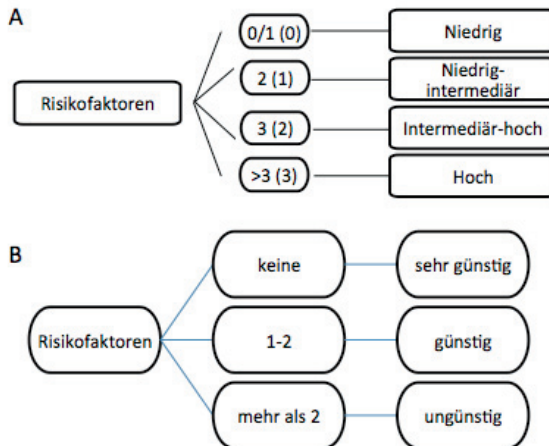 A
0/1 (0)
Niedrig
2 (1)
Niedrig-
intermediär
Risikofaktoren
3 (2)
Intermediär-hoch
>3 (3)
Hoch
B
keine
sehr günstig
Risikofaktoren
1-2
günstig
mehr als 2
ungünstig